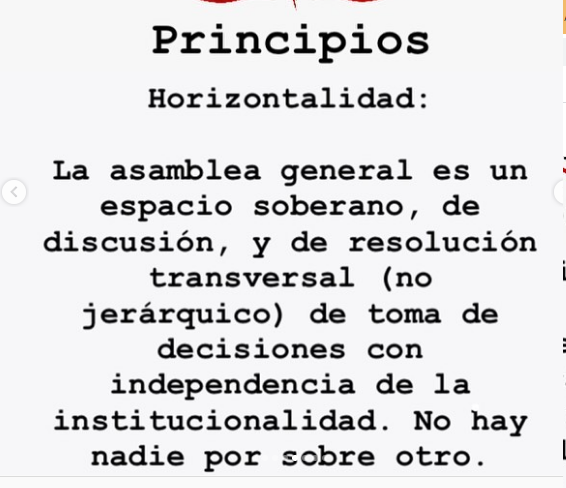 Principios
Horizontalidad:
La asamblea general es un
espacio soberano, de
discusión, y de resolución
transversal (no
jerárquico) de toma de
decisiones con
independencia de la
institucionalidad. No hay
nadie por sobre otro.